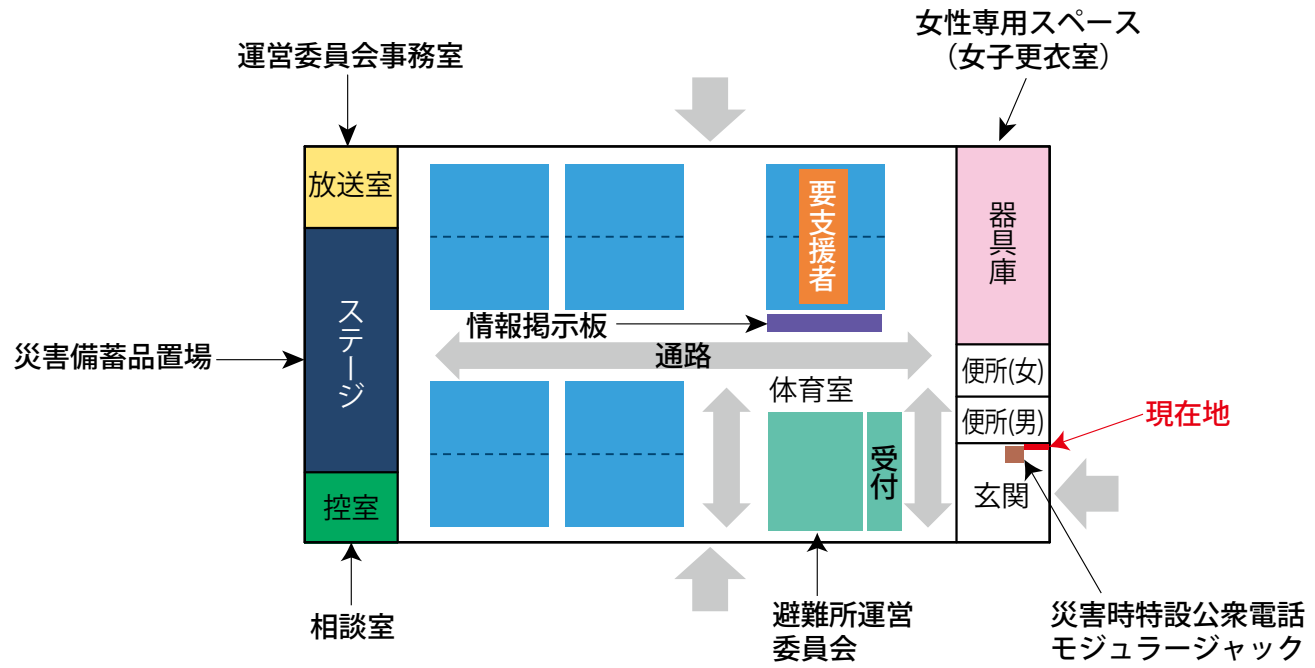 女性専用スペース
（女子更衣室）
運営委員会事務室
放送室
要支援者
器具庫
ステージ
情報掲示板
災害備蓄品置場
通路
便所(女)
体育室
便所(男)
現在地
受付
控室
玄関
相談室
避難所運営
委員会
災害時特設公衆電話
モジュラージャック